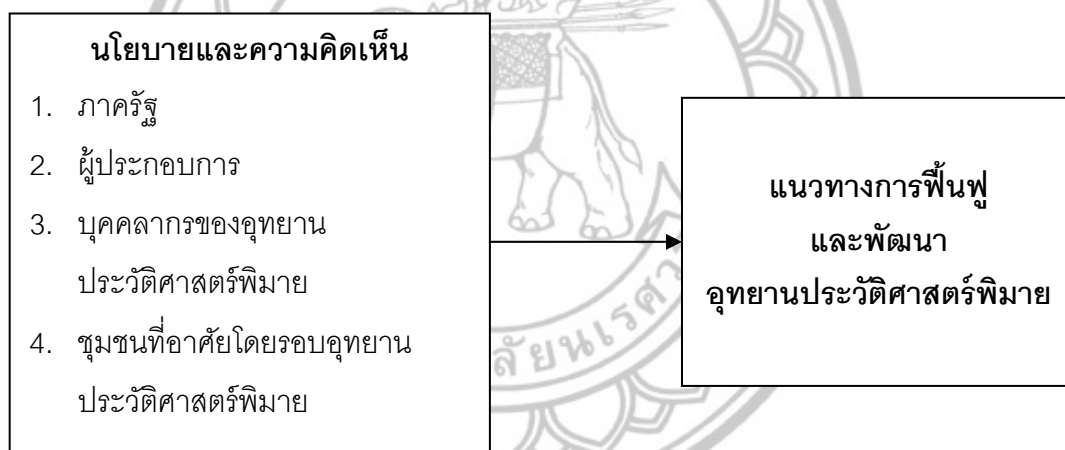 นโยบายและความคิดเห็น
1. ภาครัฐ
2. ผู้ประกอบการ
3. บุคคลากรของอุทยาน
ประวัติศาสตร์พิมาย
4. ชุมชนที่อาศัยโดยรอบอุทยาน
ประวัติศาสตร์พิมาย
แนวทางการฟื้นฟู
และพัฒนา
อุทยานประวัติศาสตร์พิมาย